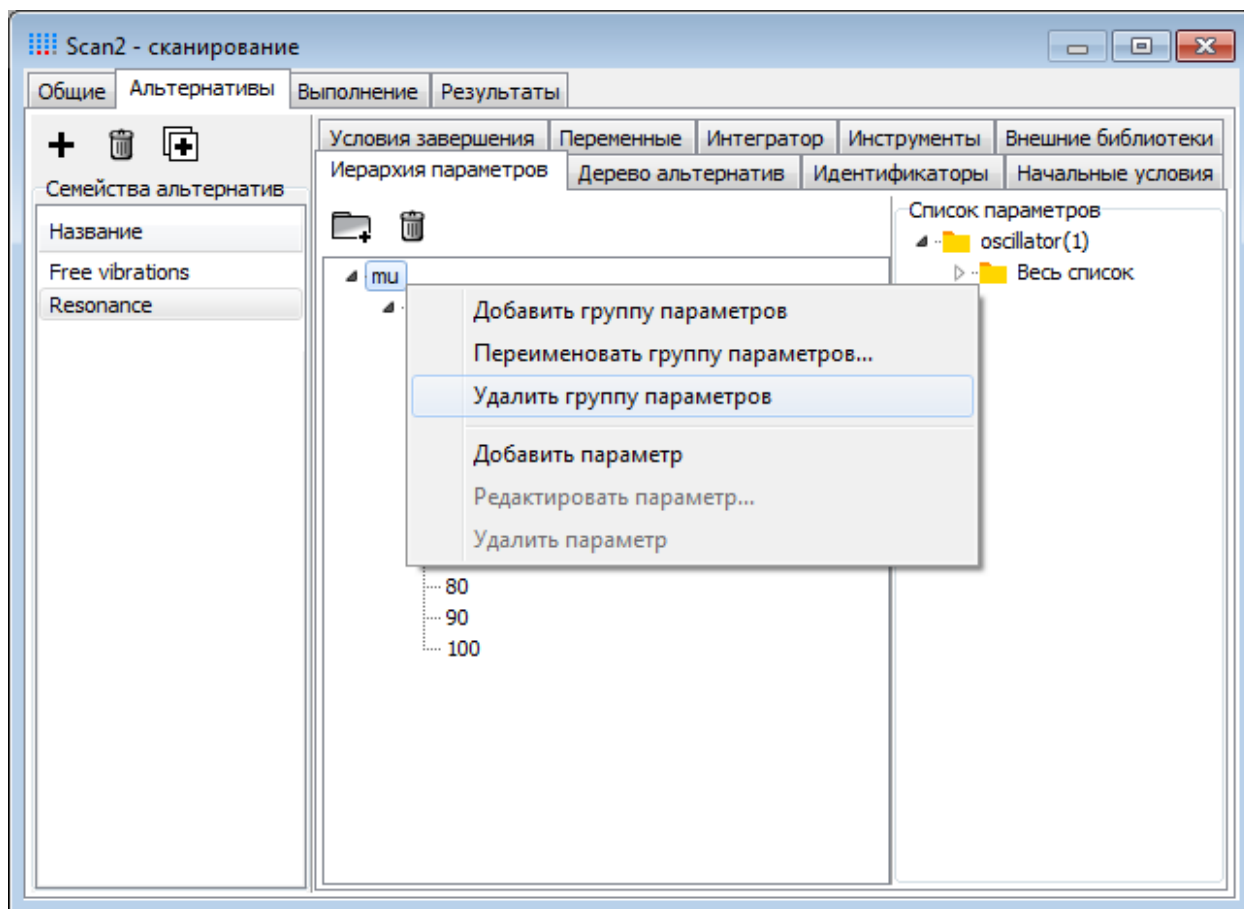 Scan2 - сканирование
Общие Альтернативы Выполнение Результаты
Условия завершения Переменные Интегратор Инструменты Внешние библиотеки
Иерархия параметров Дерево альтернатив Идентификаторы Начальные условия
Семейства альтернатив
Название
Free vibrations
Resonance
mu
Добавить группу параметров
Переименовать группу параметров...
Удалить группу параметров
Добавить параметр
Редактировать параметр...
Удалить параметр
80
90
100
Список параметров
oscillator(1)
Весь список